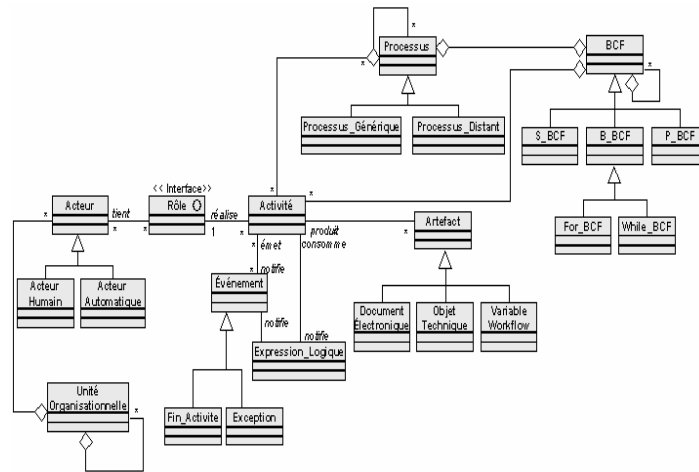 *
Processus
*
*
BCF
*
Processus_Générique
Processus_Distant
S_BCF
B_BCF
P_BCF
For_BCF
While_BCF
<< Interface>>
Acteur
tient
Rôle
réalise
Activité
*
*
*
*
1
*
*
produit
consomme
*
Artefact
émet
*
notifie
Acteur
Humain
Acteur
Automatique
Événement
Document
Électronique
Objet
Technique
Variable
Workflow
notifie
notifie
Expression_Logique
Unité
Organisationnelle
*
Fin_Activite
Exception